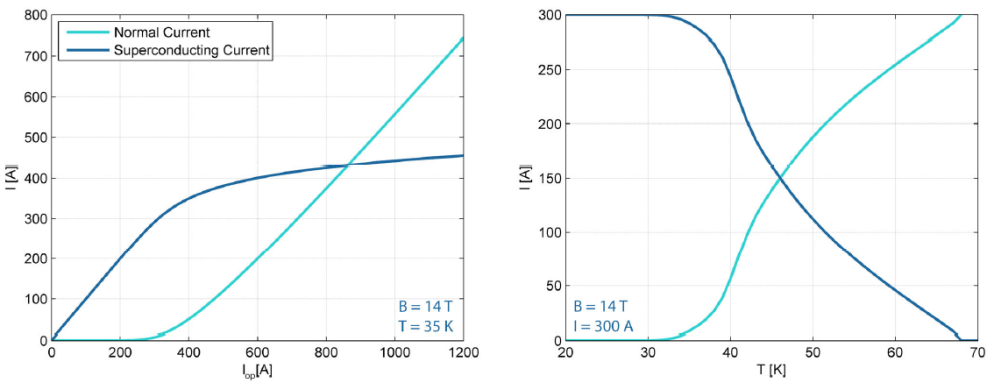 800
700
600
500
400
300
200
100
0
I [A]
Normal Current
Superconducting Current
B = 14 T
T = 35 K
0 200 400 600 800 1000 1200
I_op[A]
300
250
200
150
100
50
0
I [A]
B = 14 T
I = 300 A
20 30 40 50 60 70
T [K]